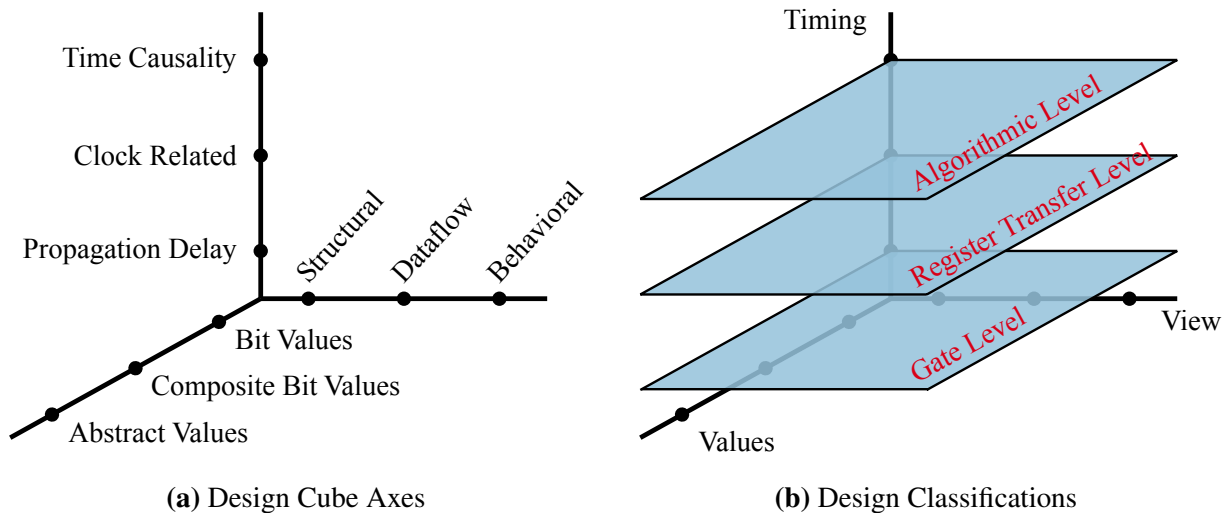 Time Causality
Clock Related
Propagation Delay
Structural
Dataflow
Behavioral
Bit Values
Composite Bit Values
Abstract Values
(a) Design Cube Axes
Timing
Algorithmic Level
Register Transfer Level
Gate Level
View
Values
(b) Design Classifications